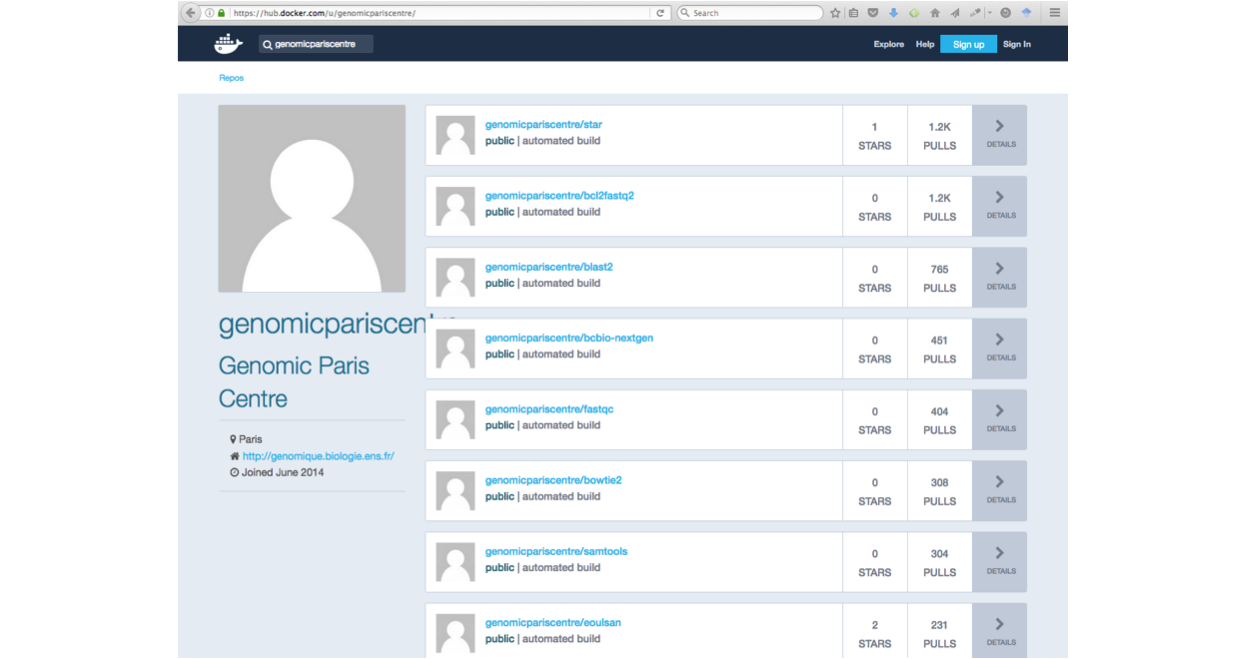 https://hub.docker.com/u/genomicpariscentre/
Search
genomicpariscentre
Explore Help Sign up Sign In
Repos
genomicpariscentre
Genomic Paris
Centre
Paris
http://genomique.biologie.ens.fr/
Joined June 2014
genomicpariscentre/star
public | automated build
1
STARS
1.2K
PULLS
DETAILS
genomicpariscentre/bcl2fastq2
public | automated build
0
STARS
1.2K
PULLS
DETAILS
genomicpariscentre/blast2
public | automated build
0
STARS
765
PULLS
DETAILS
genomicpariscentre/bcbio-nextgen
public | automated build
0
STARS
451
PULLS
DETAILS
genomicpariscentre/fastqc
public | automated build
0
STARS
404
PULLS
DETAILS
genomicpariscentre/bowtie2
public | automated build
0
STARS
308
PULLS
DETAILS
genomicpariscentre/samtools
public | automated build
0
STARS
304
PULLS
DETAILS
genomicpariscentre/eoulsan
public | automated build
2
STARS
231
PULLS
DETAILS